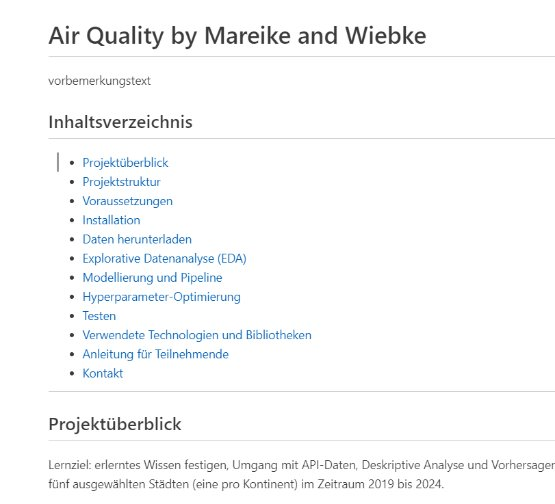 Air Quality by Mareike and Wiebke
vorbemerkungstext
Inhaltsverzeichnis
Projektüberblick
Projektstruktur
Voraussetzungen
Installation
Daten herunterladen
Explorative Datenanalyse (EDA)
Modellierung und Pipeline
Hyperparameter-Optimierung
Testen
Verwendete Technologien und Bibliotheken
Anleitung für Teilnehmende
Kontakt
Projektüberblick
Lernziel: erlerntes Wissen festigen, Umgang mit API-Daten, Deskriptive Analyse und Vorhersagen
fünf ausgewählten Städten (eine pro Kontinent) im Zeitraum 2019 bis 2024.